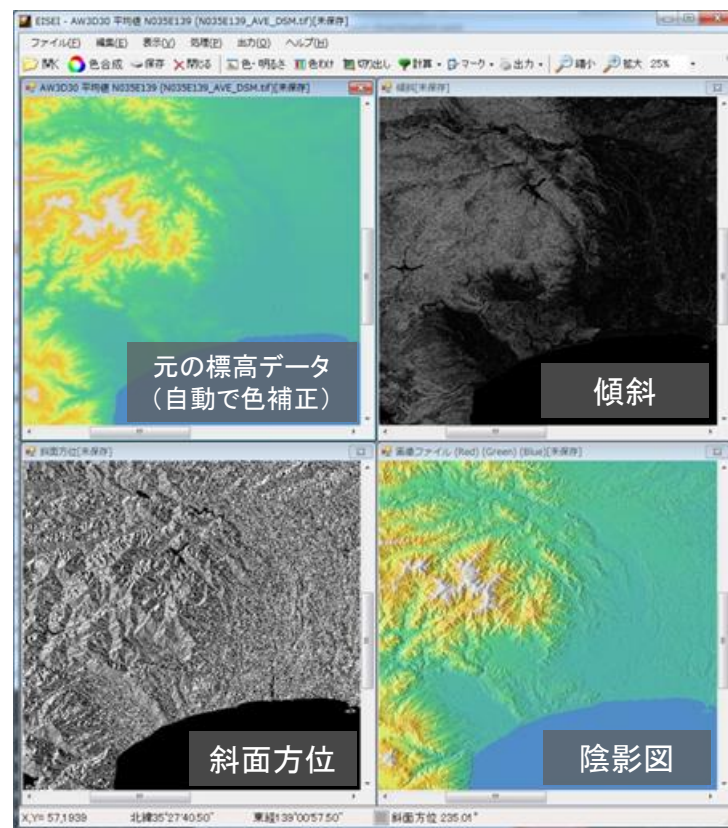 EISEI - AW3D30 平均値 N035E139 (N035E139_AVE_DSM.tif)[未保存]
ファイル(F) 編集(E) 表示(V) 処理(P) 出力(O) ヘルプ(H)
開く 色合成 保存 閉じる 色・明るさ 色わけ 切り出し 計算 マーク 出力 縮小 拡大 25%
AW3D30 平均値 N035E139 (N035E139_AVE_DSM.tif)[未保存]
傾斜[未保存]
元の標高データ
(自動で色補正)
傾斜
斜面方位[未保存]
画像ファイル (Red) (Green) (Blue)[未保存]
斜面方位
陰影図
X,Y= 57,1939 北緯35°27'40.50" 東経139°00'57.50" 斜面方位 235.01°